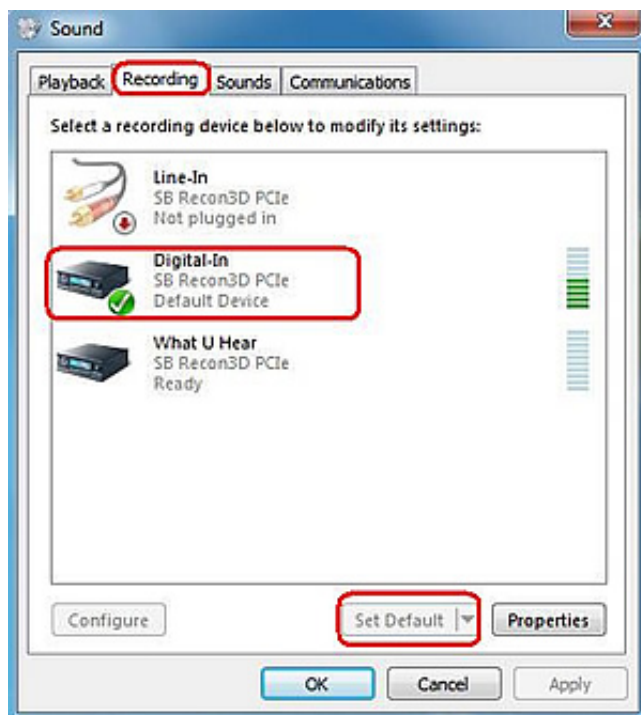 Sound
Playback Recording Sounds Communications
Select a recording device below to modify its settings:
Line-In
SB Recon3D PCIe
Not plugged in
Digital-In
SB Recon3D PCIe
Default Device
What U Hear
SB Recon3D PCIe
Ready
Configure Set Default Properties
OK Cancel Apply